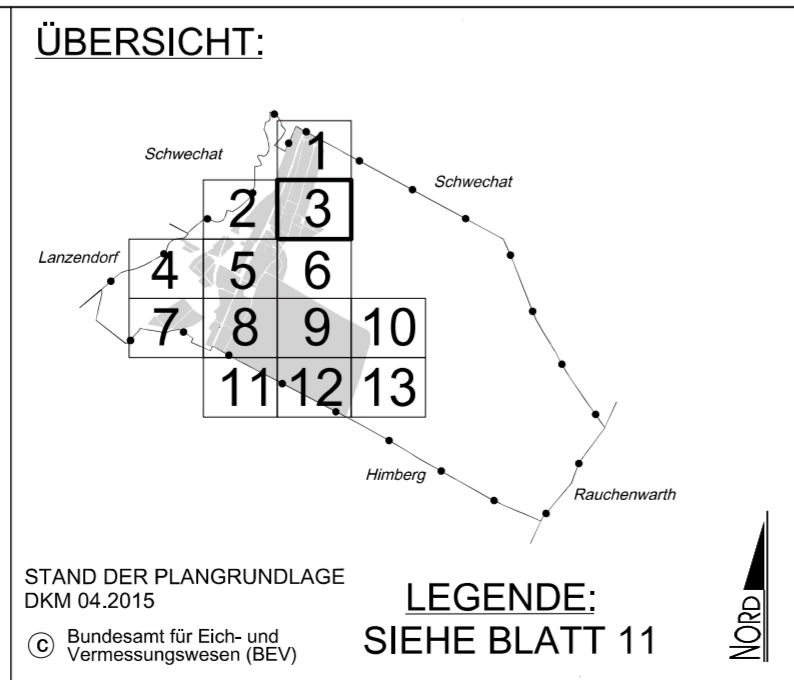 ÜBERSICHT:
1
Schwechat
Schwechat
2 3
Lanzendorf
4 5 6
7 8 9 10
11 12 13
Himberg
Rauchenwarth
STAND DER PLANGRUNDLAGE
DKM 04.2015
© Bundesamt für Eich- und
Vermessungswesen (BEV)
LEGENDE:
SIEHE BLATT 11
NORD